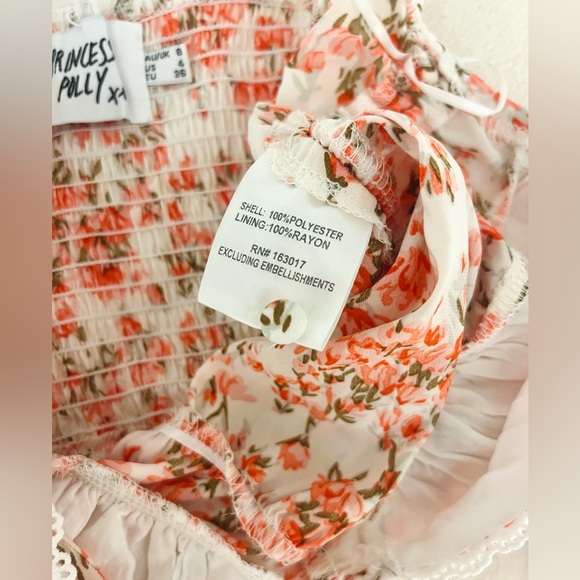 PRINCESS
POLLY X
AU/UK 8
US 4
EU 36
SHELL: 100%POLYESTER
LINING:100%RAYON
RN# 163017
EXCLUDING EMBELLISHMENTS